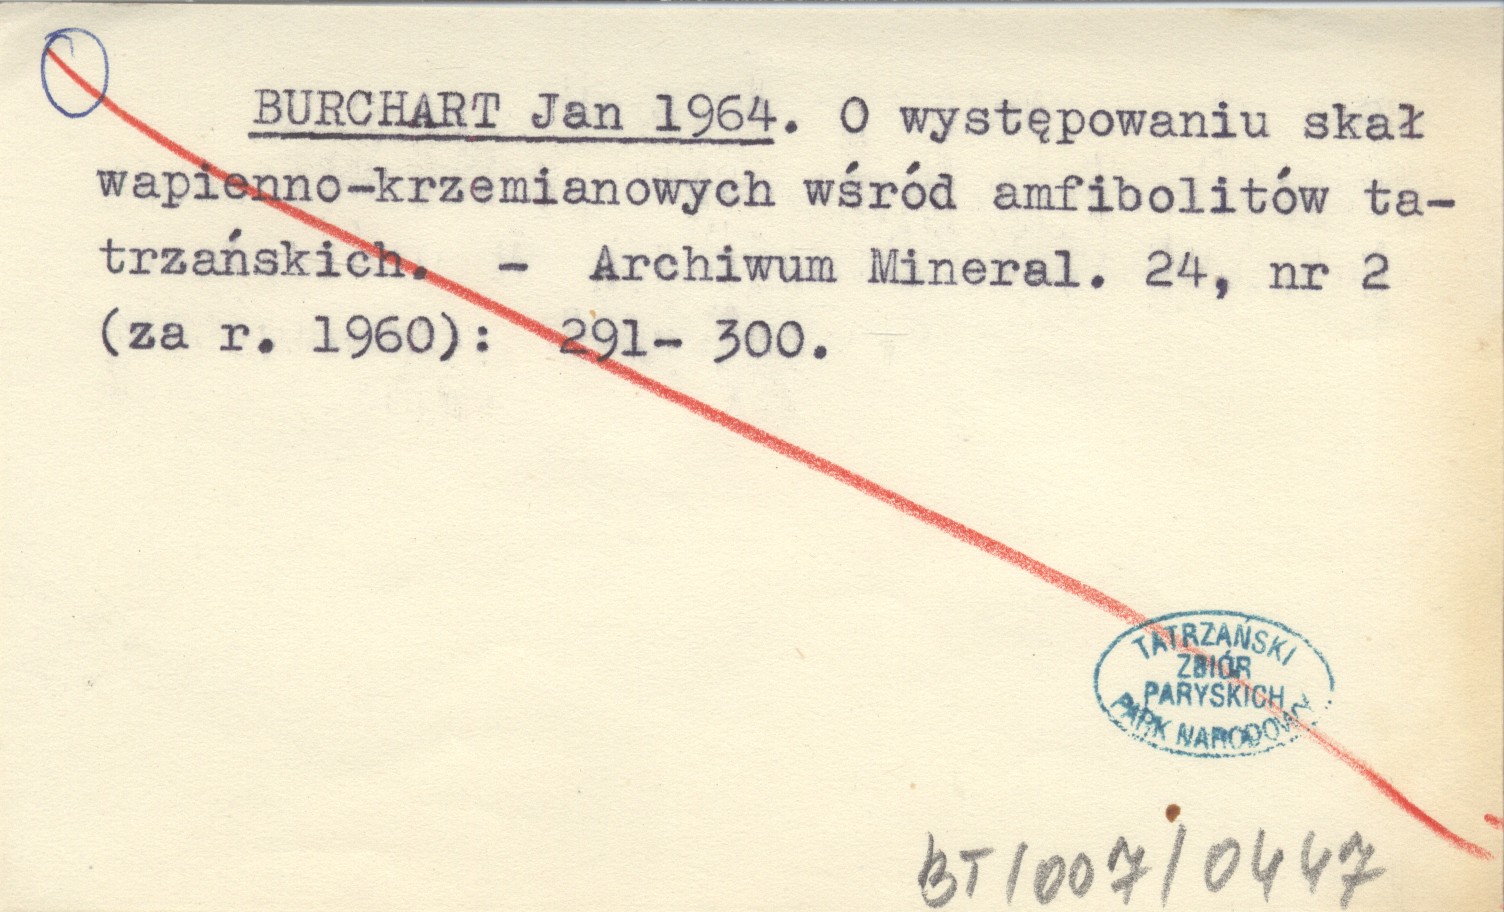 BURCHART Jan 1964. O występowaniu skał
wapienno-krzemianowych wśród amfibolitów ta-
trzańskich. - Archiwum Mineral. 24, nr 2
(za r. 1960): 291- 300.
TATRZAŃSKI
ZBIÓR
PARYSKICH
PARK NARODOWY
BT/007/0447